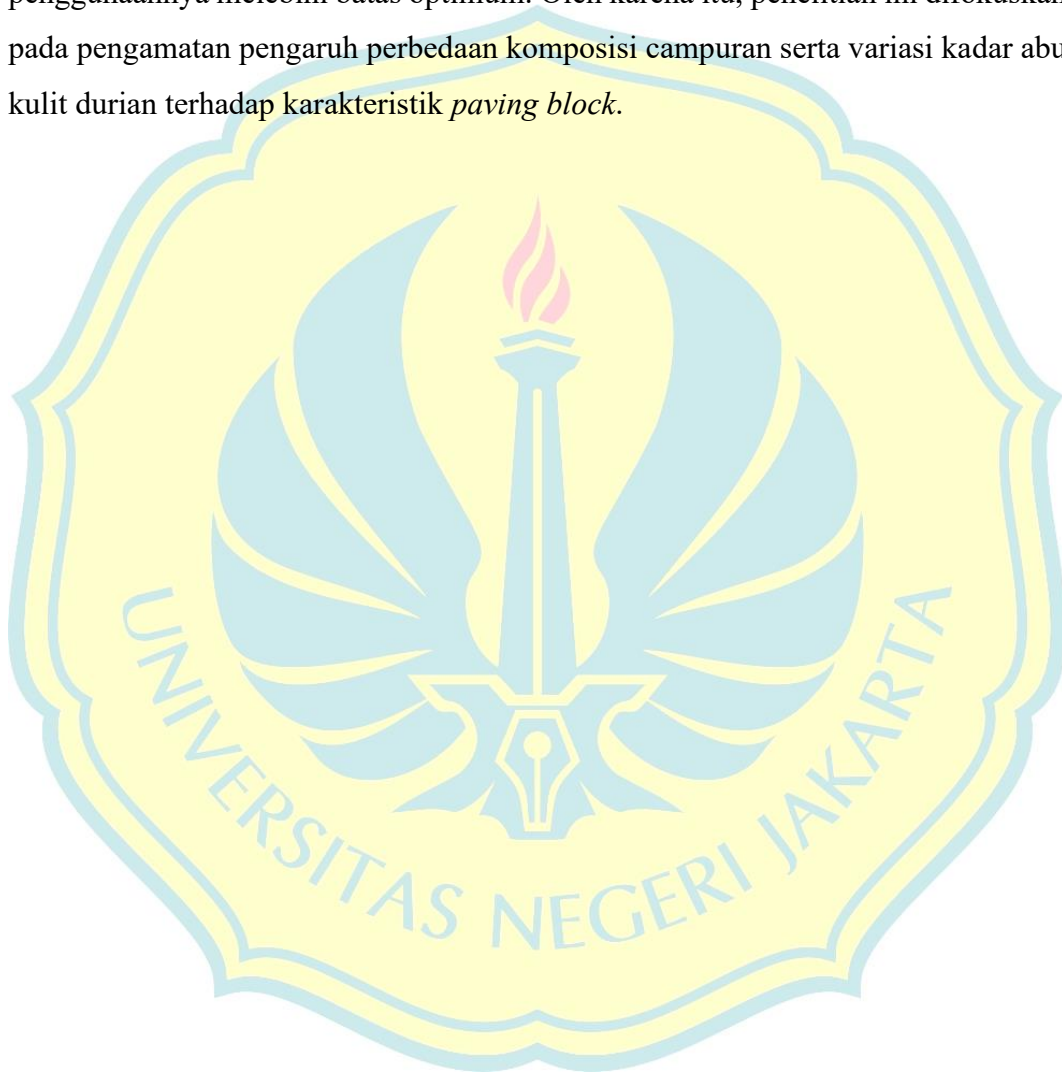 penggunaannya melebihi batas optimum. Oleh karena itu, penelitian ini difokuskan
pada pengamatan pengaruh perbedaan komposisi campuran serta variasi kadar abu
kulit durian terhadap karakteristik paving block.
UNIVERSITAS NEGERI JAKARTA